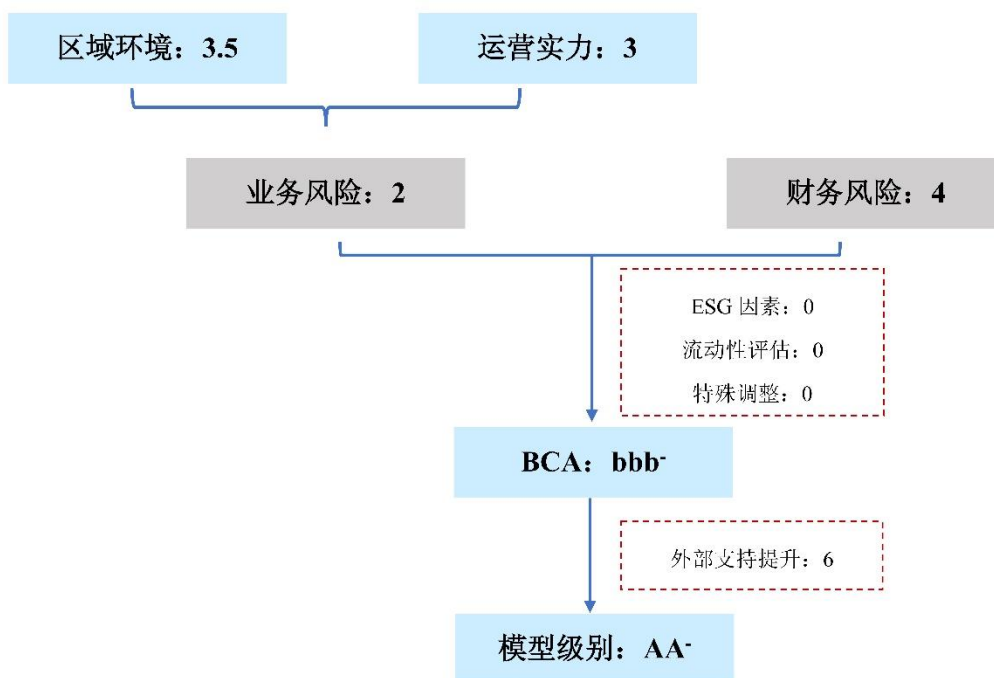 区域环境：3.5
运营实力：3
业务风险：2
财务风险：4
ESG 因素：0
流动性评估：0
特殊调整：0
BCA：bbb-
外部支持提升：6
模型级别：AA-